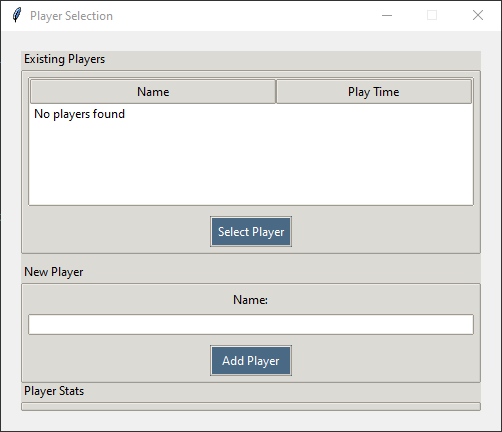 Player Selection
Existing Players
Name Play Time
No players found
Select Player
New Player
Name:
Add Player
Player Stats